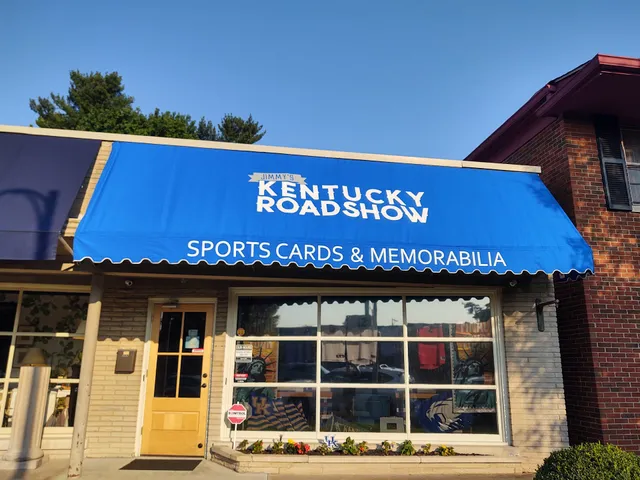 JIMMY'S
KENTUCKY
ROADSHOW
SPORTS CARDS & MEMORABILIA